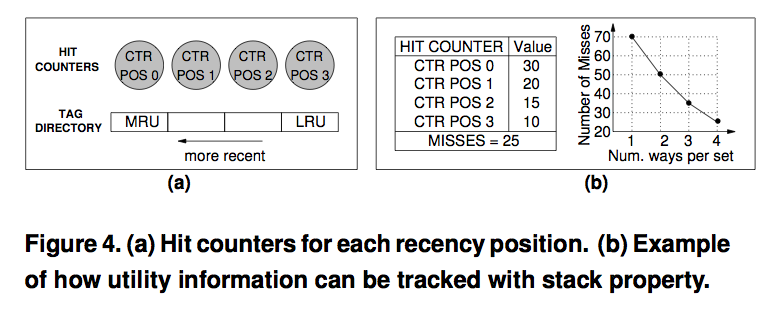 HIT
COUNTERS
CTR
POS 0
CTR
POS 1
CTR
POS 2
CTR
POS 3
TAG
DIRECTORY
MRU
LRU
more recent
(a)
HIT COUNTER Value
CTR POS 0 30
CTR POS 1 20
CTR POS 2 15
CTR POS 3 10
MISSES = 25
Number of Misses
70
60
50
40
30
20
1 2 3 4
Num. ways per set
(b)
Figure 4. (a) Hit counters for each recency position. (b) Example
of how utility information can be tracked with stack property.